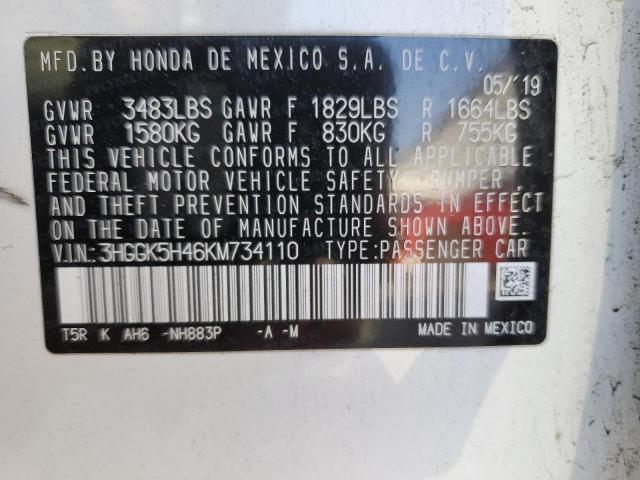 MFD.BY HONDA DE MEXICO S.A. DE C.V.
05/'19
GVWR 3483LBS GAWR F 1829LBS R 1664LBS
GVWR 1580KG GAWR F 830KG R 755KG
THIS VEHICLE CONFORMS TO ALL APPLICABLE
FEDERAL MOTOR VEHICLE SAFETY, BUMPER,
AND THEFT PREVENTION STANDARDS IN EFFECT
ON THE DATE OF MANUFACTURE SHOWN ABOVE.
V.I.N: 3HGGK5H46KM734110 TYPE:PASSENGER CAR
T5R K AH6 -NH883P -A -M MADE IN MEXICO